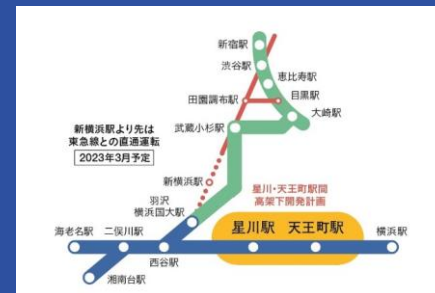 新宿駅
渋谷駅
恵比寿駅
目黒駅
田園調布駅
大崎駅
武蔵小杉駅
新横浜駅より先は
東急線との直通運転
2023年3月予定
新横浜駅
羽沢
横浜国大駅
星川・天王町駅間
高架下開発計画
海老名駅
二俣川駅
星川駅
天王町駅
横浜駅
西谷駅
湘南台駅